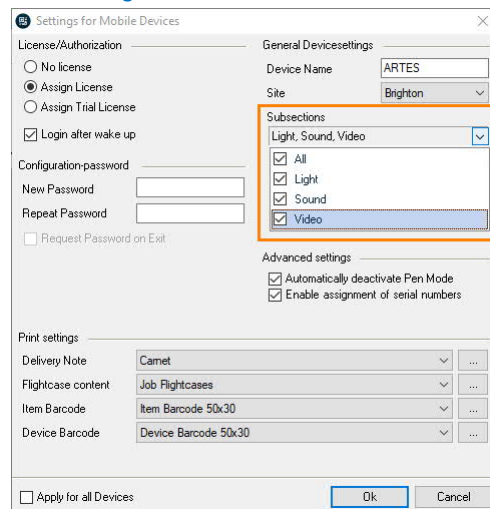 Settings for Mobile Devices
License/Authorization
No license
Assign License
Assign Trial License
Login after wake up
Configuration-password
New Password
Repeat Password
Request Password on Exit
General Devicesettings
Device Name ARTES
Site Brighton
Subsections
Light, Sound, Video
All
Light
Sound
Video
Advanced settings
Automatically deactivate Pen Mode
Enable assignment of serial numbers
Print settings
Delivery Note Carnet ...
Flightcase content Job Flightcases ...
Item Barcode Item Barcode 50x30 ...
Device Barcode Device Barcode 50x30 ...
Apply for all Devices
Ok Cancel